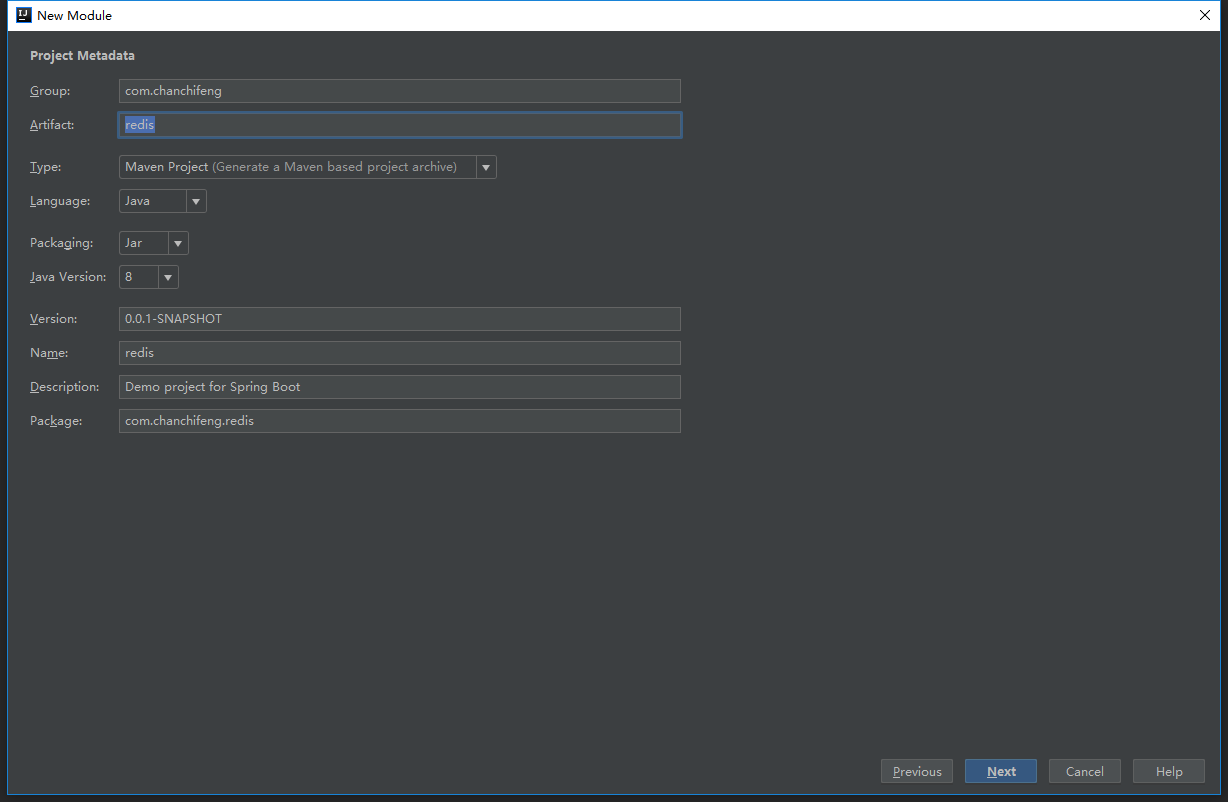 New Module
Project Metadata
Group: com.chanchifeng
Artifact: redis
Type: Maven Project (Generate a Maven based project archive)
Language: Java
Packaging: Jar
Java Version: 8
Version: 0.0.1-SNAPSHOT
Name: redis
Description: Demo project for Spring Boot
Package: com.chanchifeng.redis
Previous Next Cancel Help